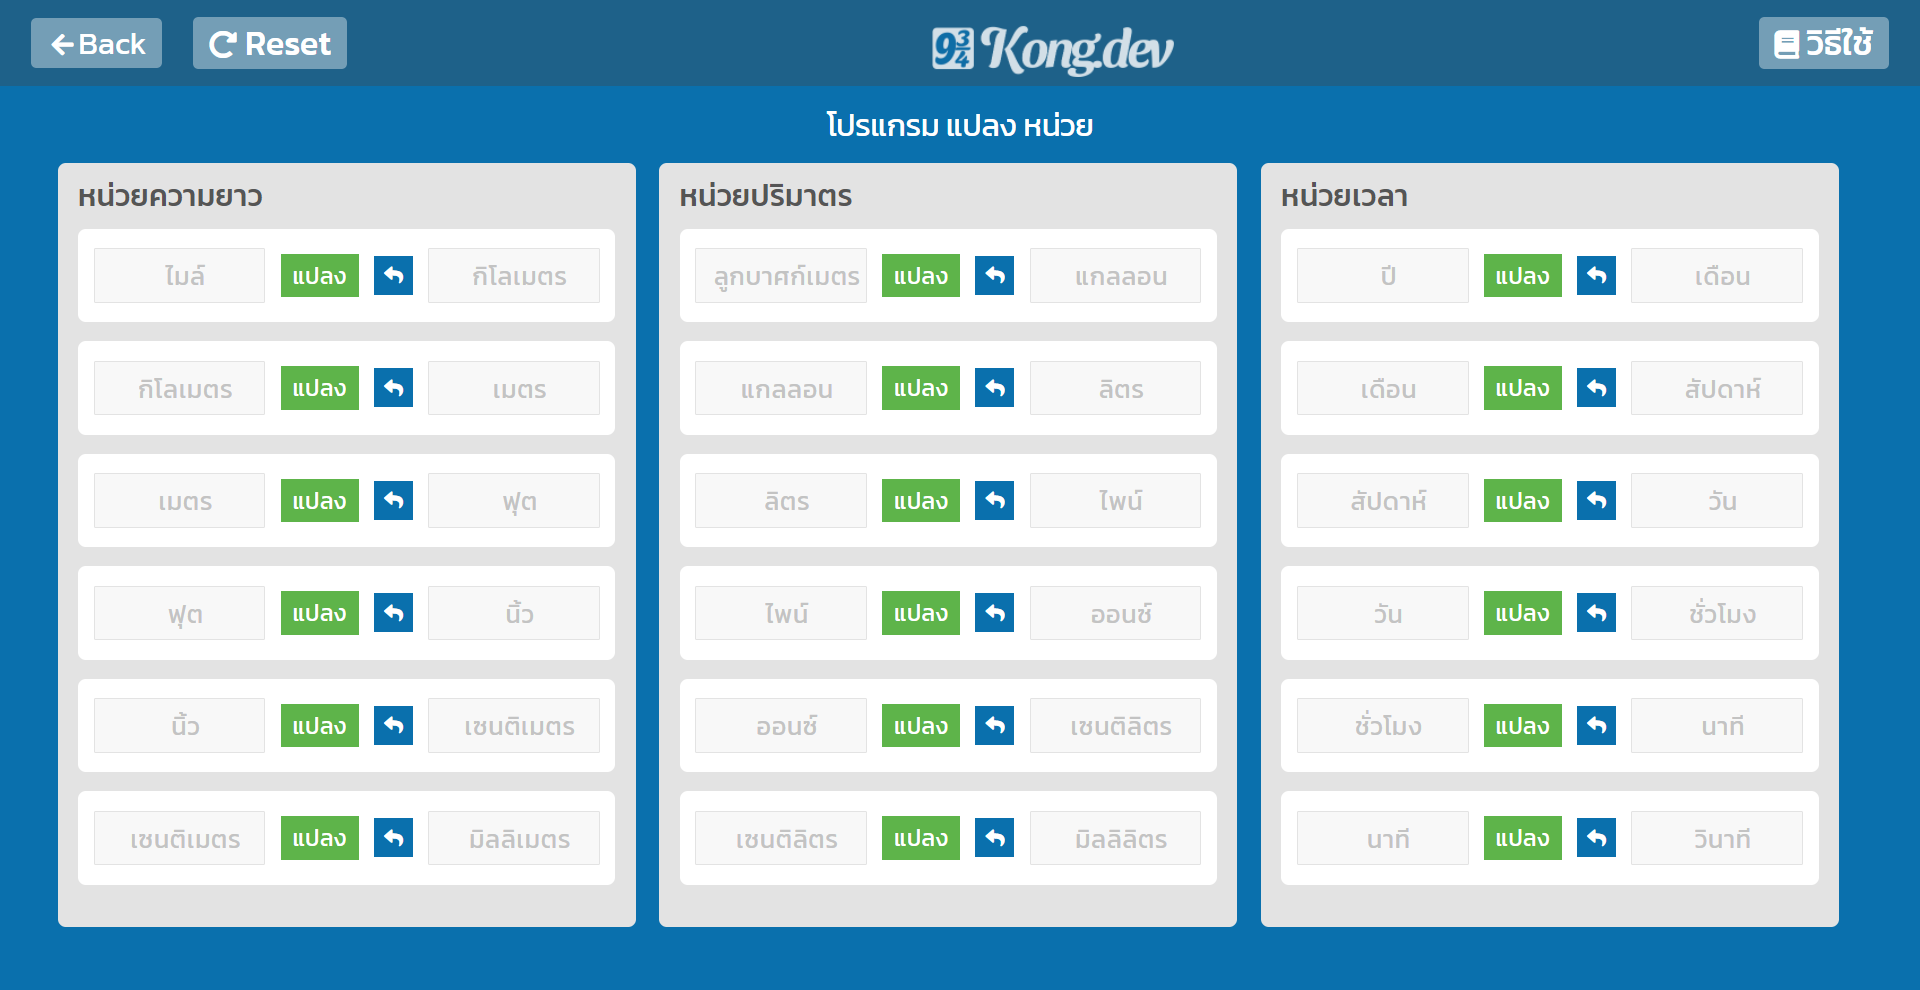 Back Reset 9 3/4 Kong.dev วิธีใช้
โปรแกรม แปลง หน่วย
หน่วยความยาว
ไมล์ แปลง กิโลเมตร
กิโลเมตร แปลง เมตร
เมตร แปลง ฟุต
ฟุต แปลง นิ้ว
นิ้ว แปลง เซนติเมตร
เซนติเมตร แปลง มิลลิเมตร
หน่วยปริมาตร
ลูกบาศก์เมตร แปลง แกลลอน
แกลลอน แปลง ลิตร
ลิตร แปลง ไพน์
ไพน์ แปลง ออนซ์
ออนซ์ แปลง เซนติลิตร
เซนติลิตร แปลง มิลลิลิตร
หน่วยเวลา
ปี แปลง เดือน
เดือน แปลง สัปดาห์
สัปดาห์ แปลง วัน
วัน แปลง ชั่วโมง
ชั่วโมง แปลง นาที
นาที แปลง วินาที